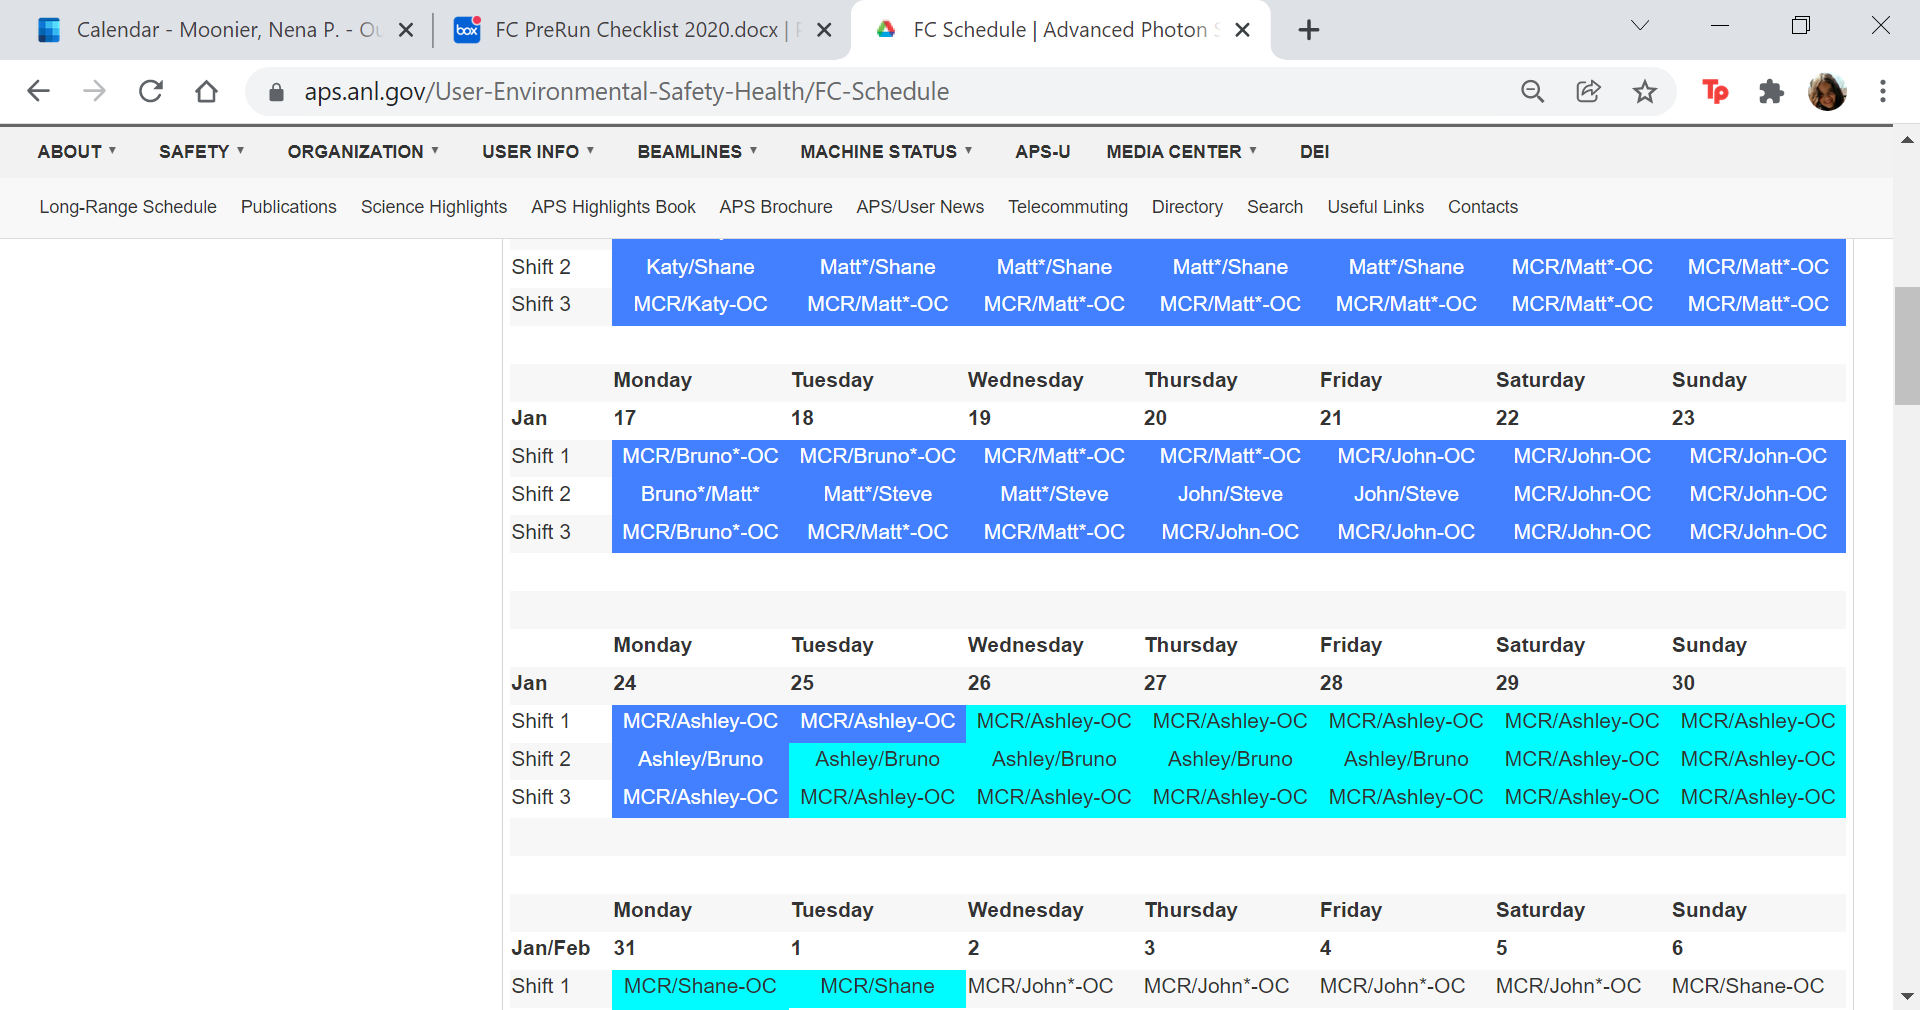 Calendar - Moonier, Nena P. - Ou
box
FC PreRun Checklist 2020.docx |
FC Schedule | Advanced Photon S
aps.anl.gov/User-Environmental-Safety-Health/FC-Schedule
Tp
ABOUT SAFETY ORGANIZATION USER INFO BEAMLINES MACHINE STATUS APS-U MEDIA CENTER DEI
Long-Range Schedule Publications Science Highlights APS Highlights Book APS Brochure APS/User News Telecommuting Directory Search Useful Links Contacts
Shift 2 Katy/Shane Matt*/Shane Matt*/Shane Matt*/Shane Matt*/Shane MCR/Matt*-OC MCR/Matt*-OC
Shift 3 MCR/Katy-OC MCR/Matt*-OC MCR/Matt*-OC MCR/Matt*-OC MCR/Matt*-OC MCR/Matt*-OC MCR/Matt*-OC
Monday Tuesday Wednesday Thursday Friday Saturday Sunday
Jan 17 18 19 20 21 22 23
Shift 1 MCR/Bruno*-OC MCR/Bruno*-OC MCR/Matt*-OC MCR/Matt*-OC MCR/John-OC MCR/John-OC MCR/John-OC
Shift 2 Bruno*/Matt* Matt*/Steve Matt*/Steve John/Steve John/Steve MCR/John-OC MCR/John-OC
Shift 3 MCR/Bruno*-OC MCR/Matt*-OC MCR/Matt*-OC MCR/John-OC MCR/John-OC MCR/John-OC MCR/John-OC
Monday Tuesday Wednesday Thursday Friday Saturday Sunday
Jan 24 25 26 27 28 29 30
Shift 1 MCR/Ashley-OC MCR/Ashley-OC MCR/Ashley-OC MCR/Ashley-OC MCR/Ashley-OC MCR/Ashley-OC MCR/Ashley-OC
Shift 2 Ashley/Bruno Ashley/Bruno Ashley/Bruno Ashley/Bruno Ashley/Bruno MCR/Ashley-OC MCR/Ashley-OC
Shift 3 MCR/Ashley-OC MCR/Ashley-OC MCR/Ashley-OC MCR/Ashley-OC MCR/Ashley-OC MCR/Ashley-OC MCR/Ashley-OC
Monday Tuesday Wednesday Thursday Friday Saturday Sunday
Jan/Feb 31 1 2 3 4 5 6
Shift 1 MCR/Shane-OC MCR/Shane MCR/John*-OC MCR/John*-OC MCR/John*-OC MCR/John*-OC MCR/Shane-OC